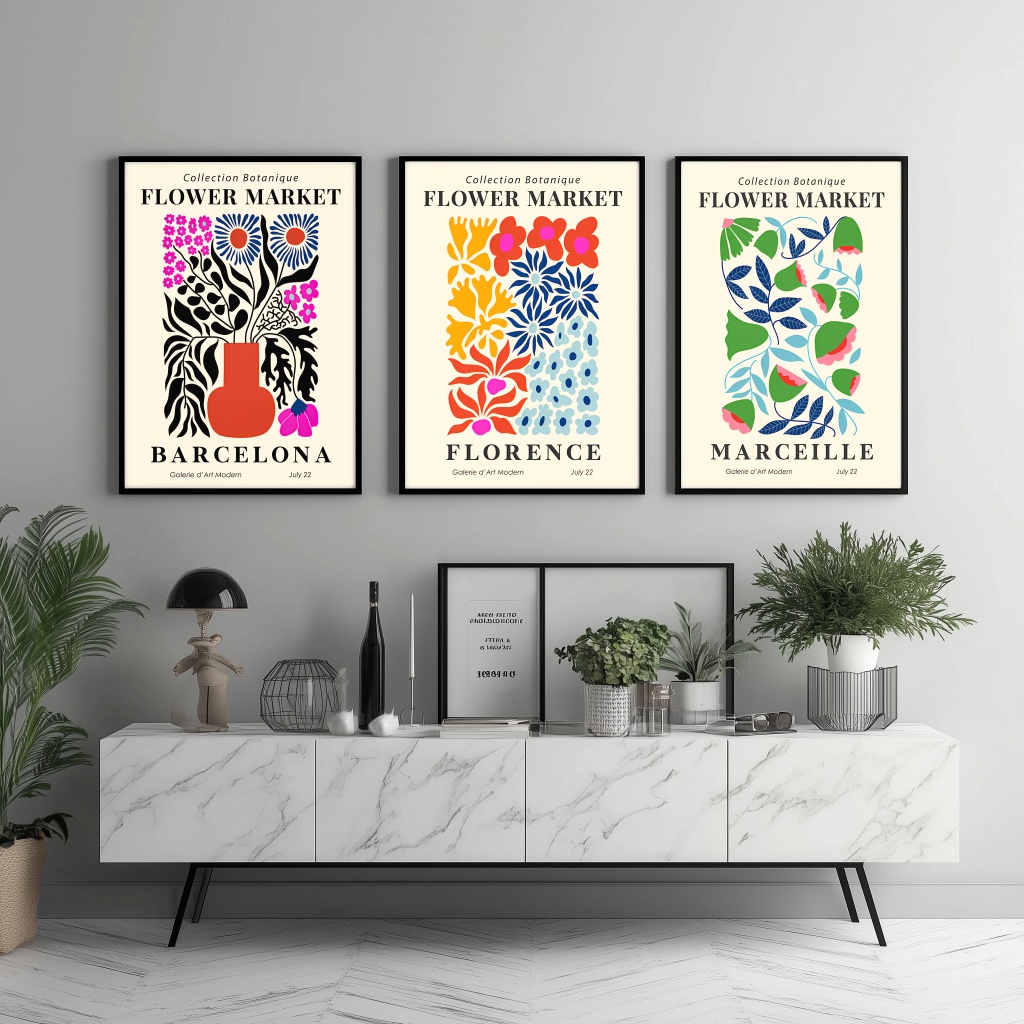 Collection Botanique
FLOWER MARKET
BARCELONA
Galerie d'Art Modern July 22
Collection Botanique
FLOWER MARKET
FLORENCE
Galerie d'Art Modern July 22
Collection Botanique
FLOWER MARKET
MARCEILLE
Galerie d'Art Modern July 22